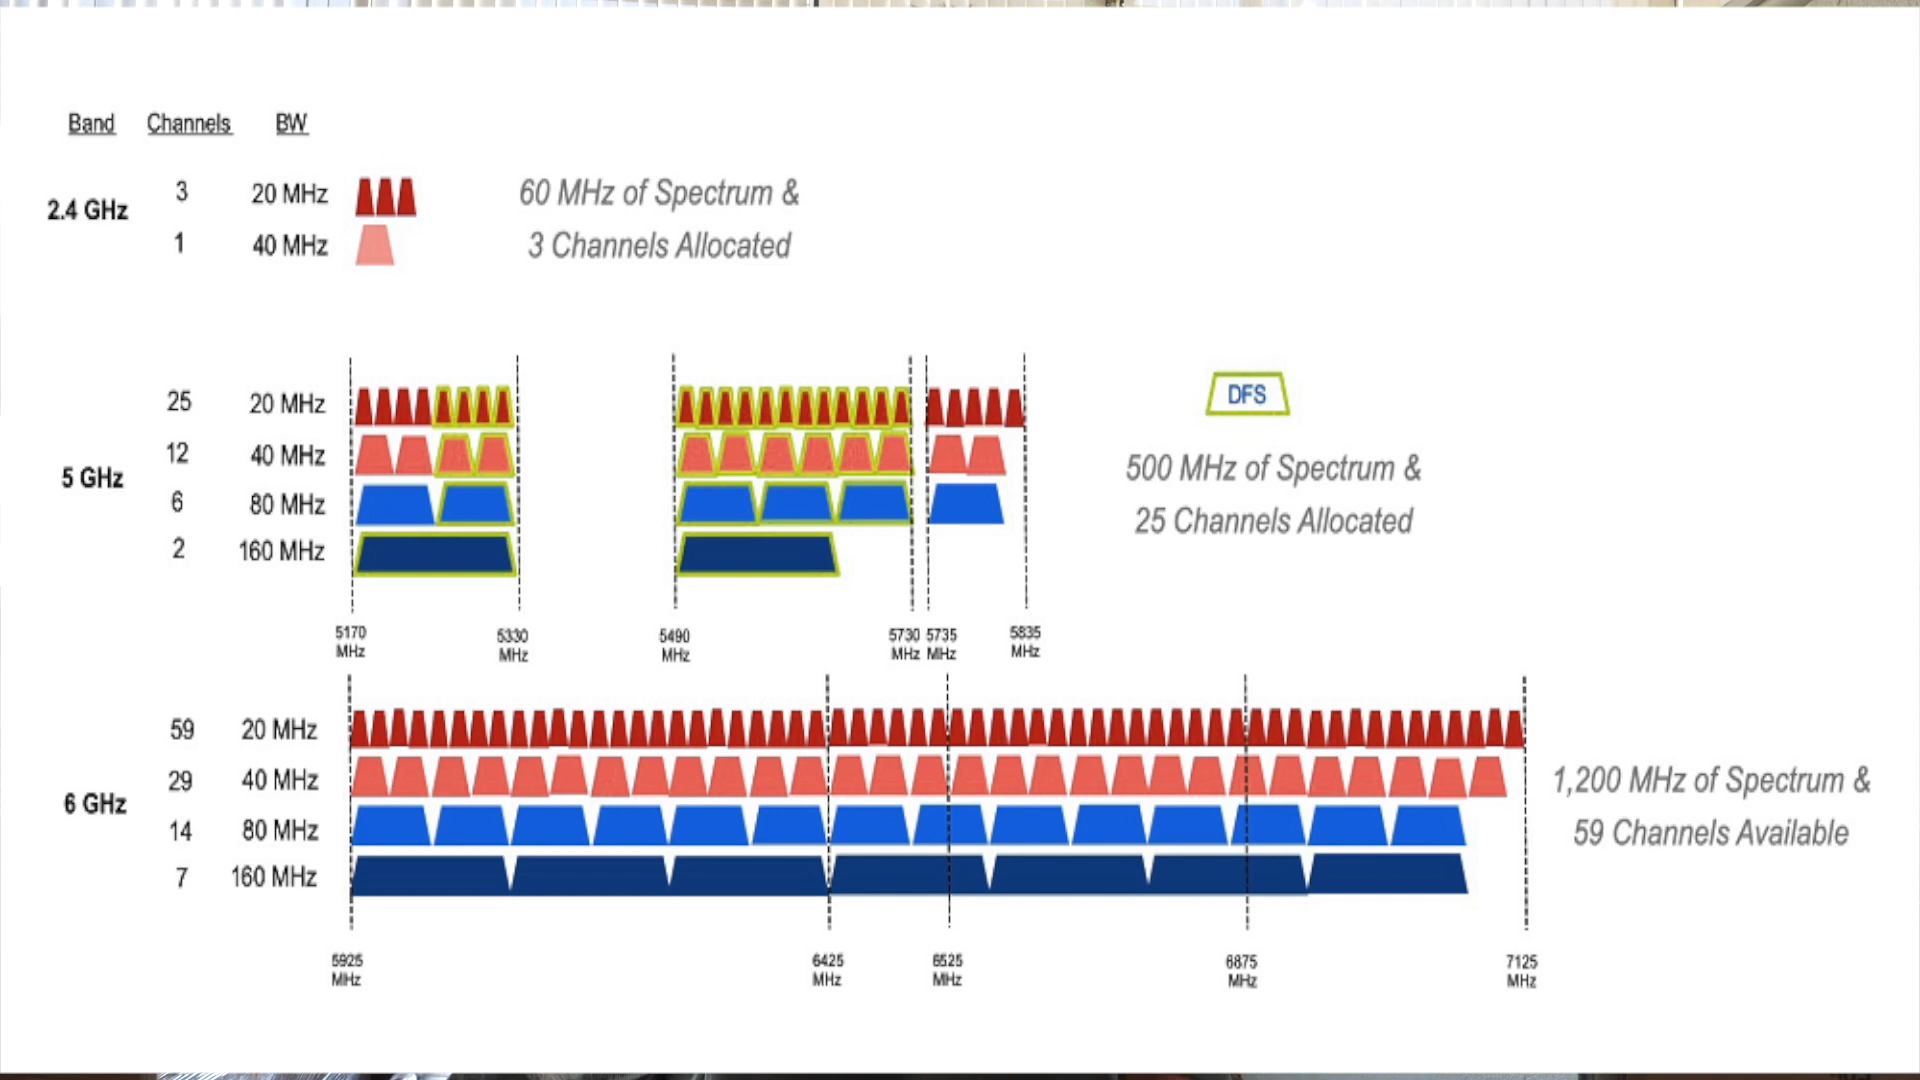 Band Channels BW
2.4 GHz
3 20 MHz
1 40 MHz
60 MHz of Spectrum &
3 Channels Allocated
5 GHz
25 20 MHz
12 40 MHz
6 80 MHz
2 160 MHz
DFS
500 MHz of Spectrum &
25 Channels Allocated
5170 MHz
5330 MHz
5490 MHz
5730 MHz
5735 MHz
5835 MHz
6 GHz
59 20 MHz
29 40 MHz
14 80 MHz
7 160 MHz
1,200 MHz of Spectrum &
59 Channels Available
5925 MHz
6425 MHz
6525 MHz
6875 MHz
7125 MHz